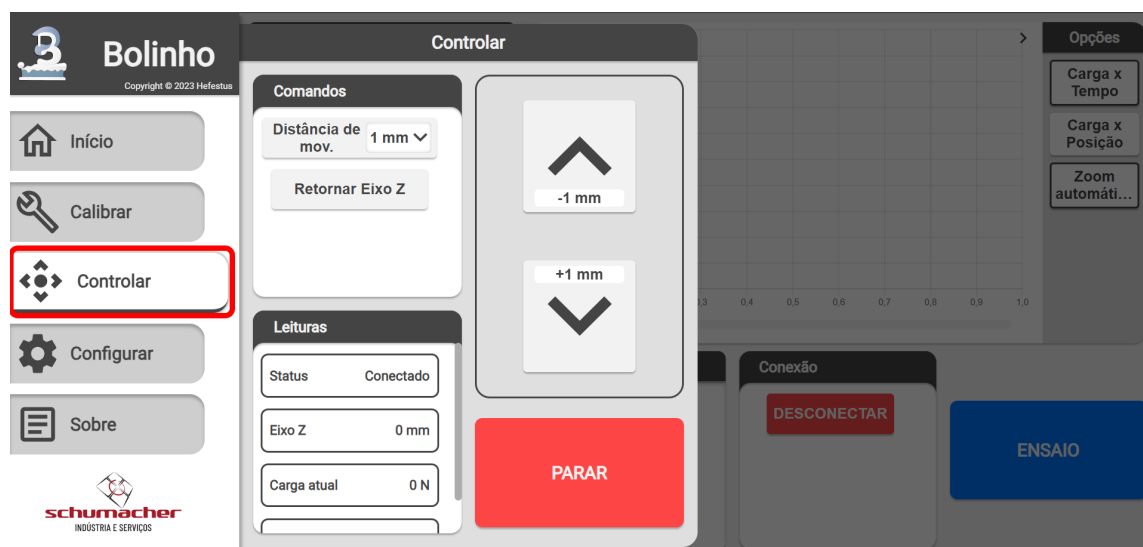 Bolinho
Copyright © 2023 Hefestus
Início
Calibrar
Controlar
Configurar
Sobre
schumacher
INDÚSTRIA E SERVIÇOS
Controlar
Comandos
Distância de
mov.
1 mm
Retornar Eixo Z
Leituras
Status Conectado
Eixo Z 0 mm
Carga atual 0 N
-1 mm
+1 mm
PARAR
0,3 0,4 0,5 0,6 0,7 0,8 0,9 1,0
Opções
Carga x
Tempo
Carga x
Posição
Zoom
automáti...
Conexão
DESCONECTAR
ENSAIO